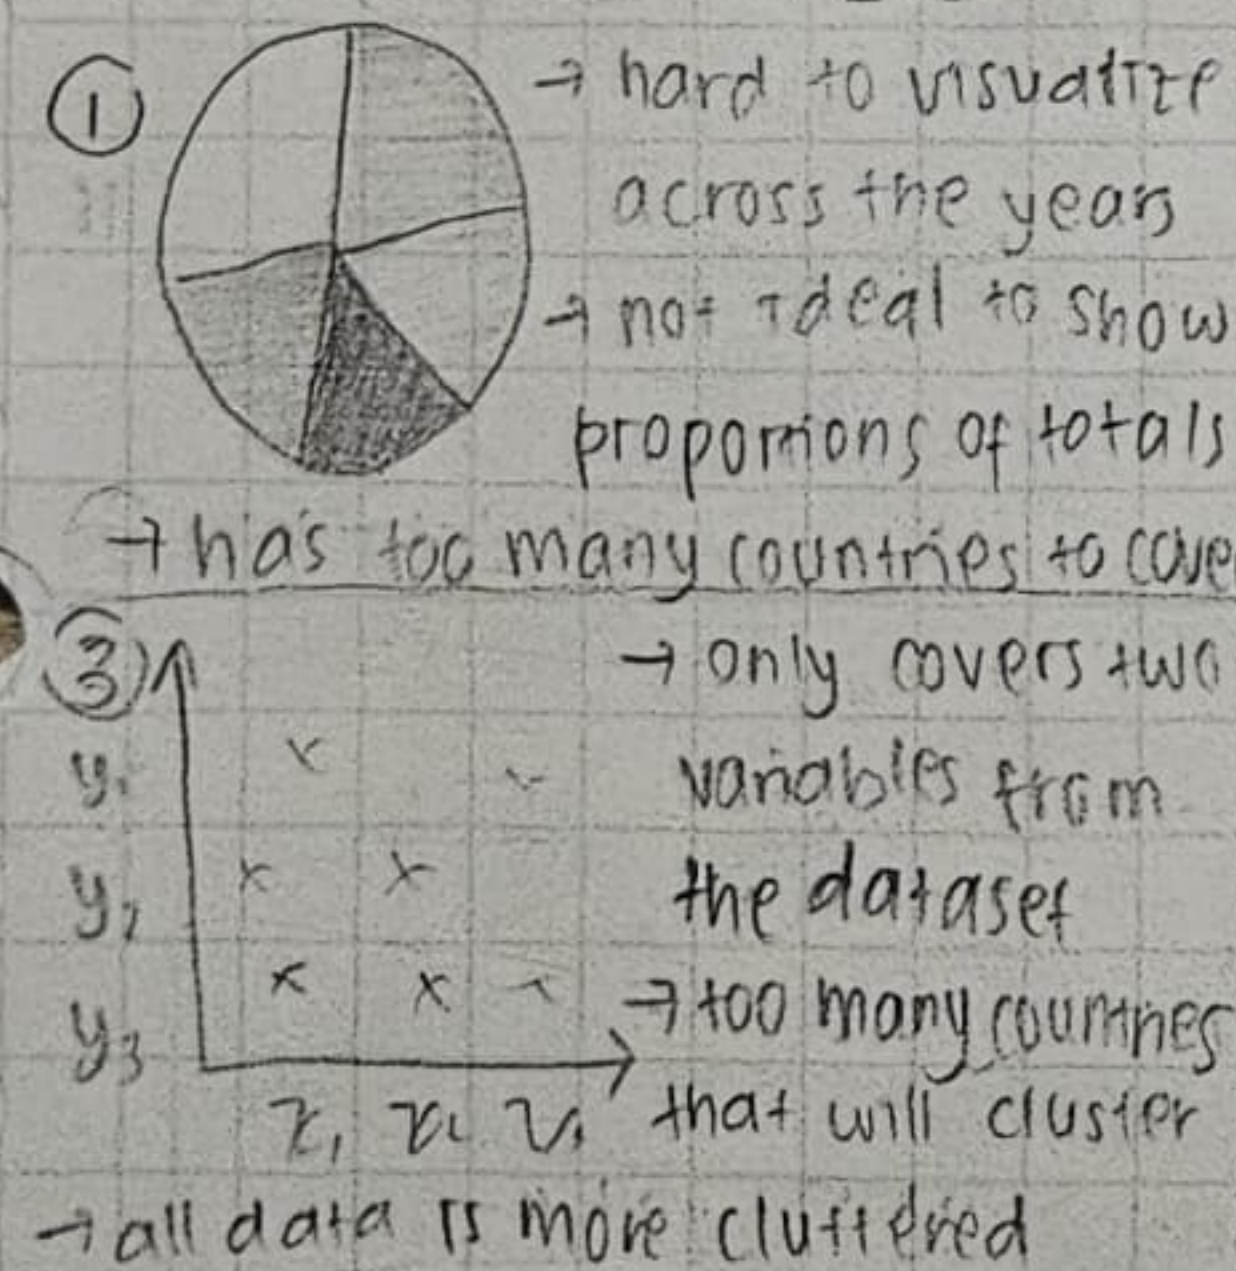 ①
→ hard to visualize
across the years
→ not ideal to show
proportions of totals
→ has too many countries to cove
③
→ only covers two
variables from
the dataset
→ too many countries
that will cluster
y₁
y₂
y₃
x₁ x₂
→ all data is more cluttered